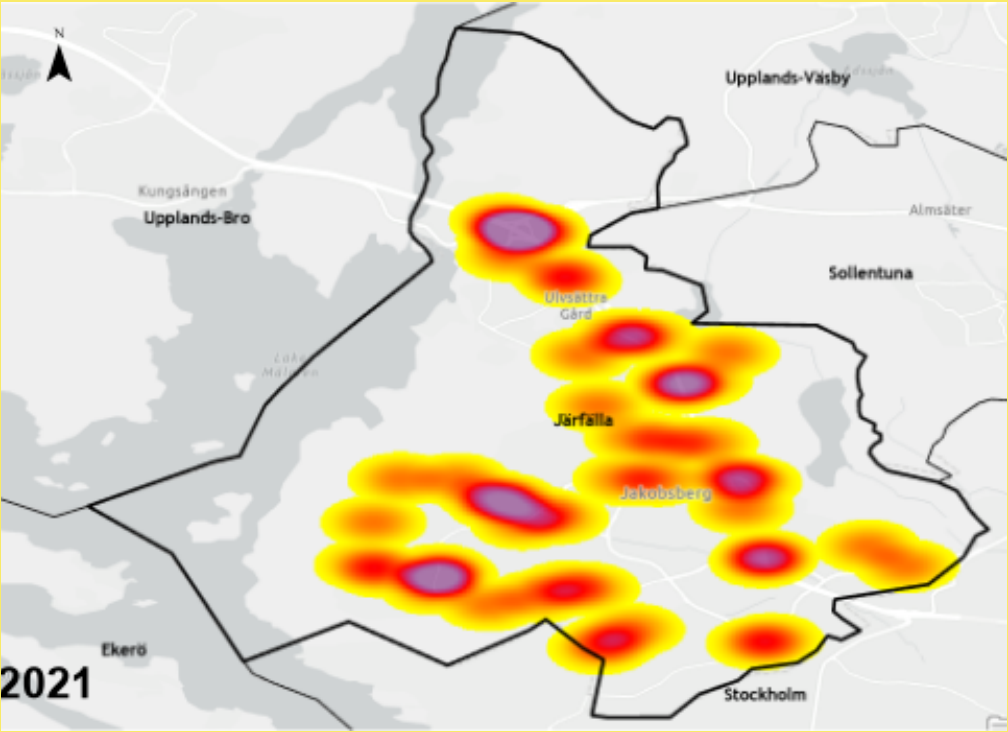 N
Upplands-Väsby
Kungsängen
Upplands-Bro
Almsäter
Sollentuna
Ulvsättra
Gård
Järfälla
Jakobsberg
Ekerö
2021
Stockholm